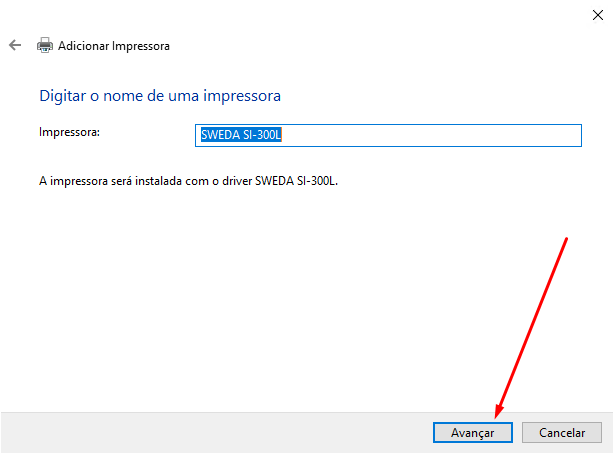 Adicionar Impressora
Digitar o nome de uma impressora
Impressora: SWEDA SI-300L
A impressora será instalada com o driver SWEDA SI-300L.
Avançar Cancelar